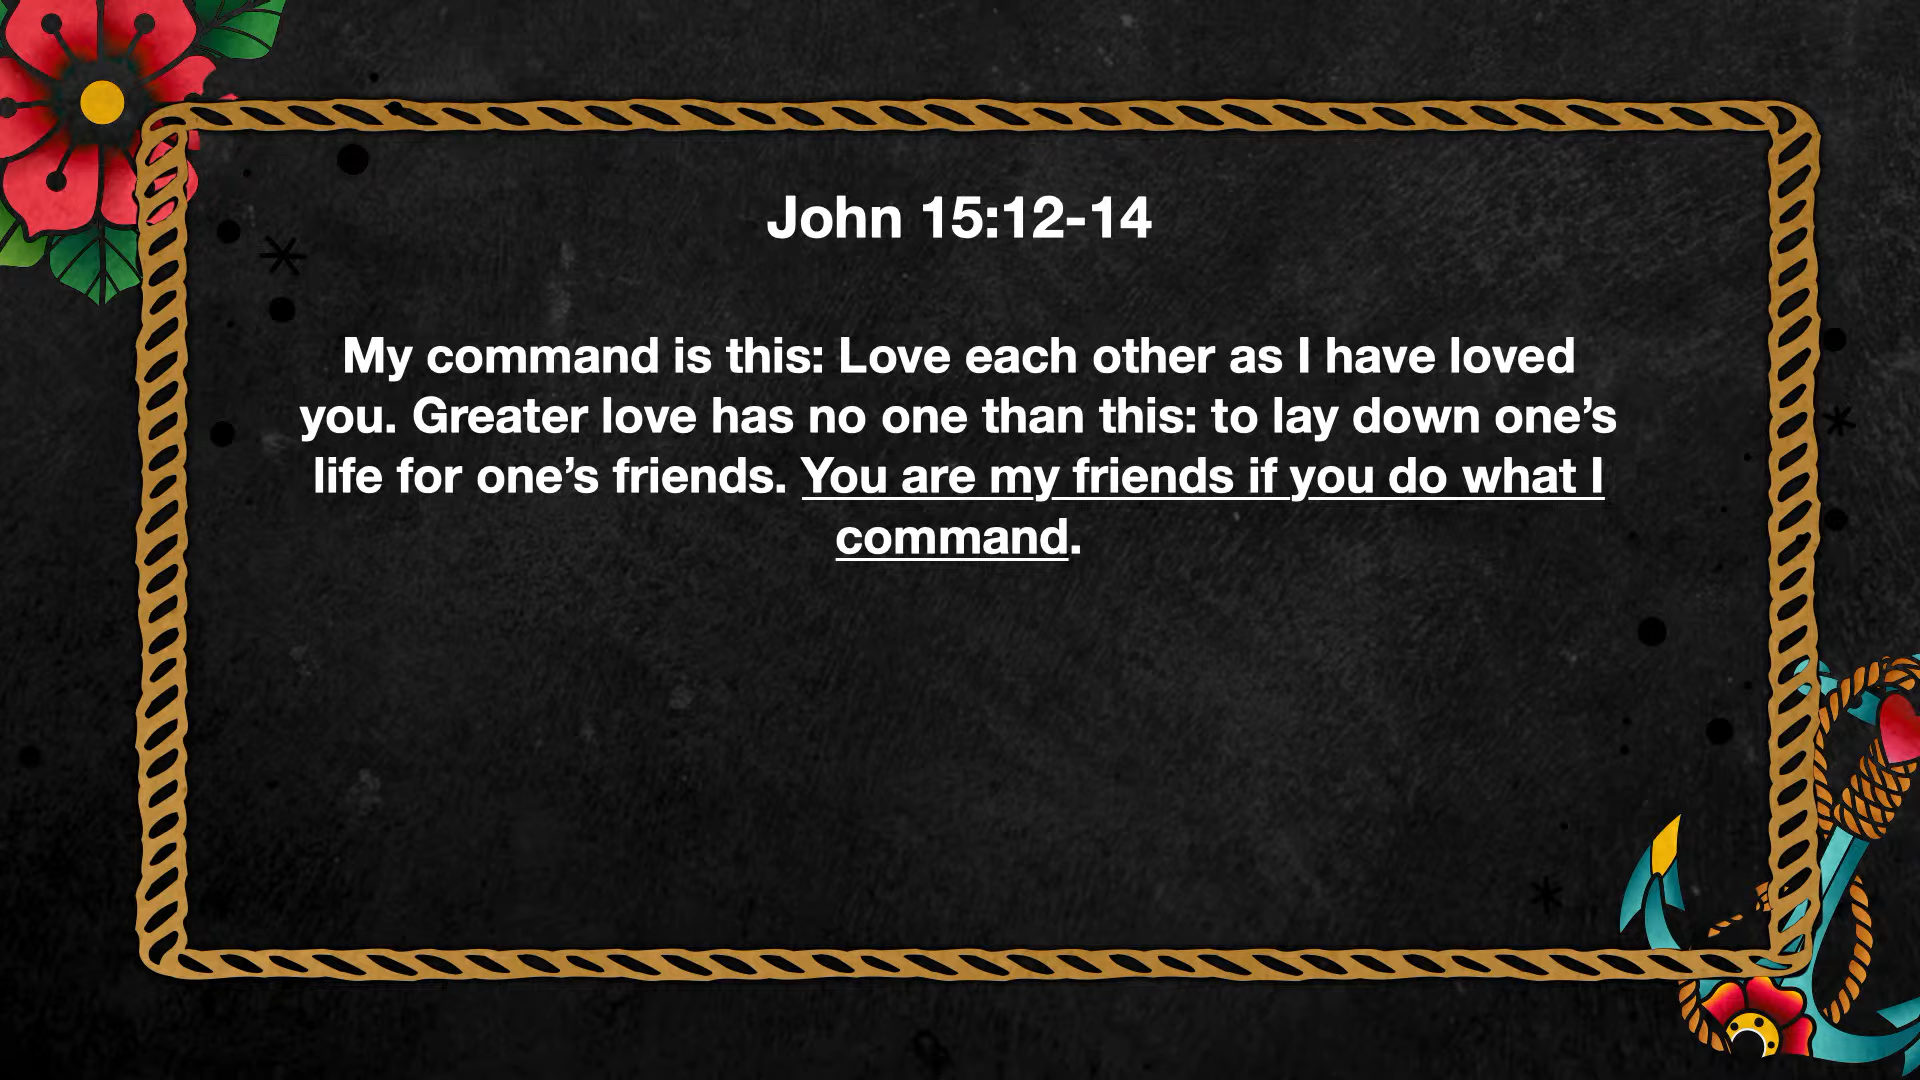 John 15:12-14
My command is this: Love each other as I have loved
you. Greater love has no one than this: to lay down one’s
life for one’s friends. You are my friends if you do what I
command.